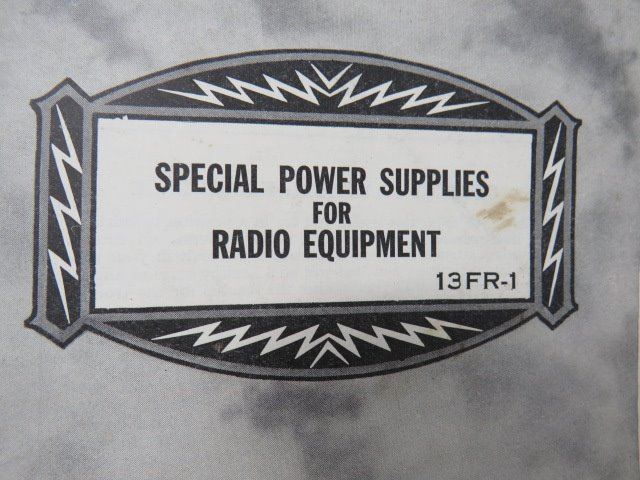 SPECIAL POWER SUPPLIES
FOR
RADIO EQUIPMENT
13FR-1